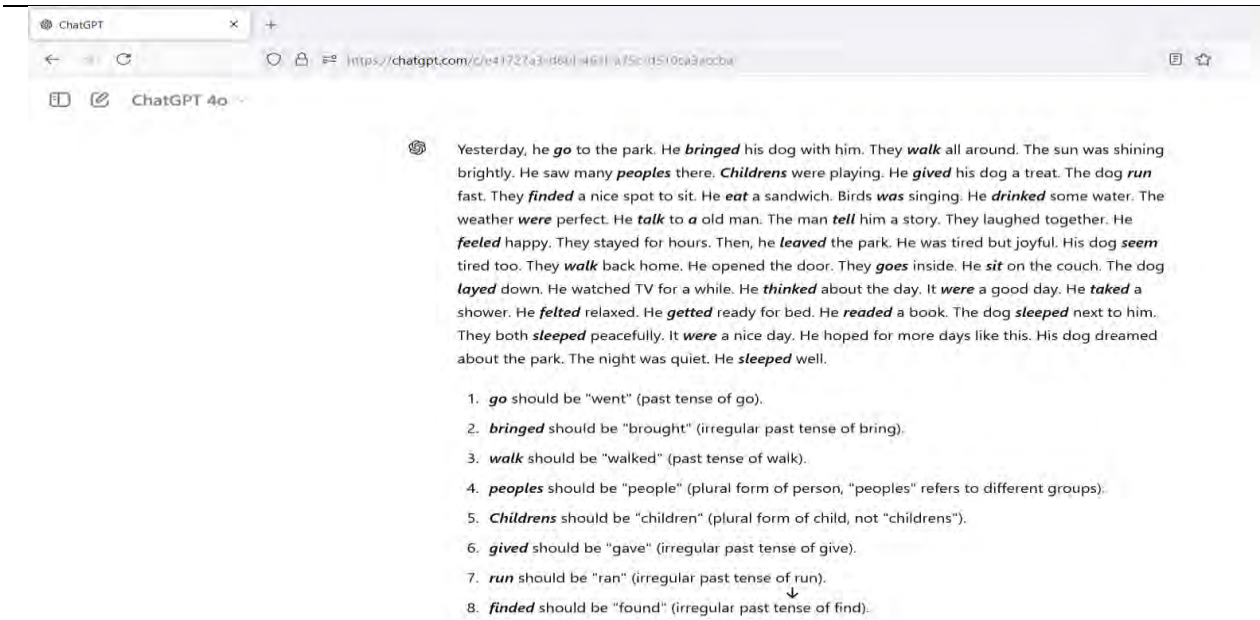 ChatGPT
https://chatgpt.com/c/
ChatGPT 4o
Yesterday, he go to the park. He bringed his dog with him. They walk all around. The sun was shining
brightly. He saw many peoples there. Childrens were playing. He gived his dog a treat. The dog run
fast. They finded a nice spot to sit. He eat a sandwich. Birds was singing. He drinked some water. The
weather were perfect. He talk to a old man. The man tell him a story. They laughed together. He
feeled happy. They stayed for hours. Then, he leaved the park. He was tired but joyful. His dog seem
tired too. They walk back home. He opened the door. They goes inside. He sit on the couch. The dog
layed down. He watched TV for a while. He thinked about the day. It were a good day. He taked a
shower. He felted relaxed. He getted ready for bed. He readed a book. The dog sleeped next to him.
They both sleeped peacefully. It were a nice day. He hoped for more days like this. His dog dreamed
about the park. The night was quiet. He sleeped well.
1. go should be "went" (past tense of go).
2. bringed should be "brought" (irregular past tense of bring).
3. walk should be "walked" (past tense of walk).
4. peoples should be "people" (plural form of person, "peoples" refers to different groups).
5. Childrens should be "children" (plural form of child, not "childrens").
6. gived should be "gave" (irregular past tense of give).
7. run should be "ran" (irregular past tense of run).
8. finded should be "found" (irregular past tense of find).